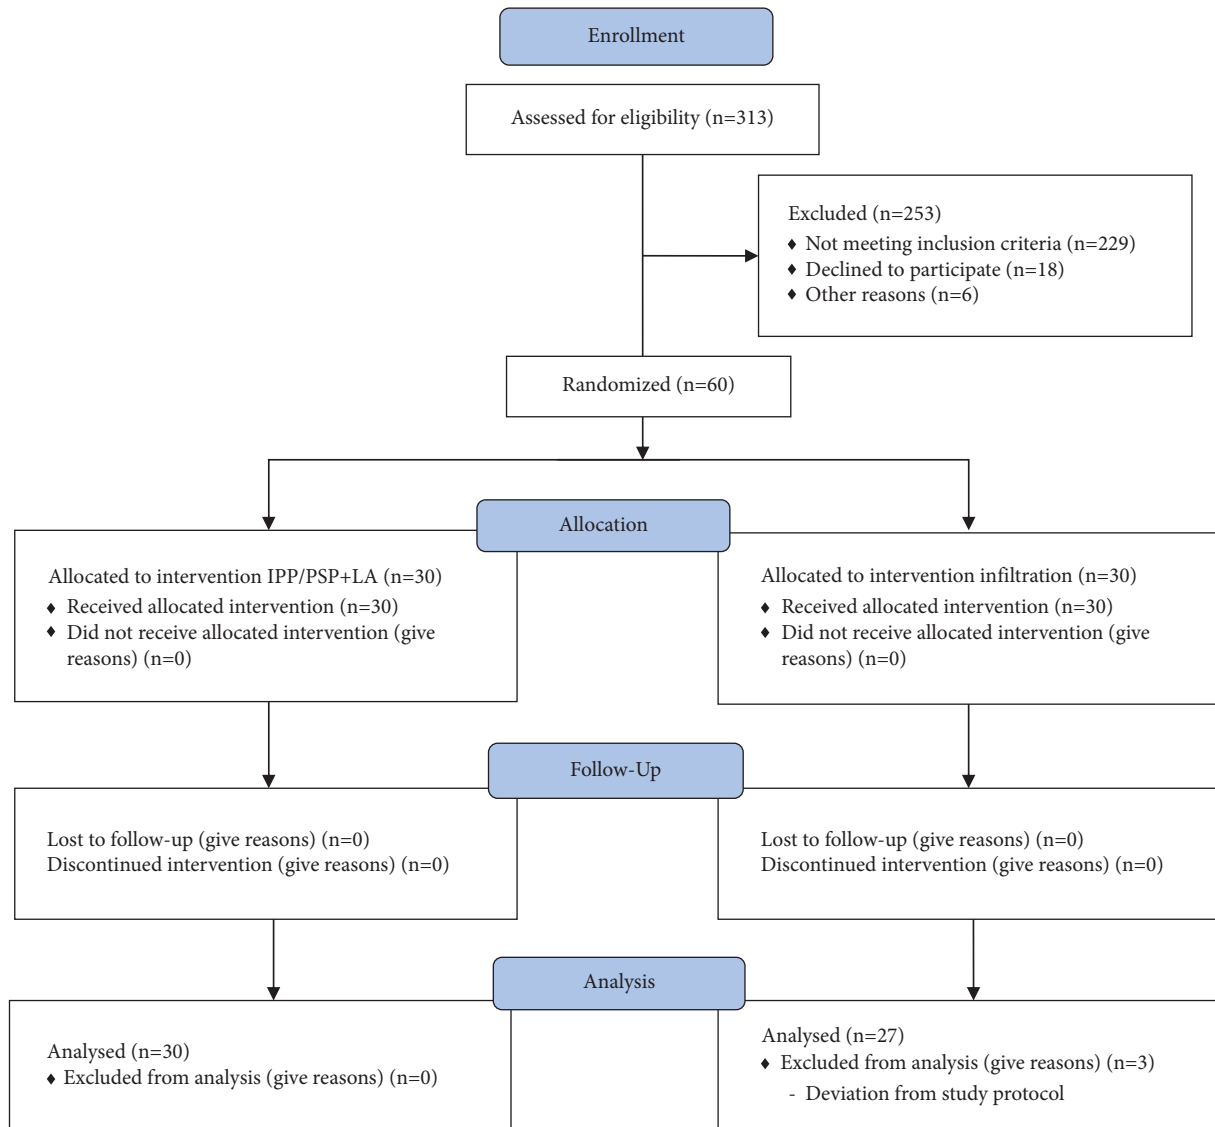 Enrollment
Assessed for eligibility (n=313)
Excluded (n=253)
♦ Not meeting inclusion criteria (n=229)
♦ Declined to participate (n=18)
♦ Other reasons (n=6)
Randomized (n=60)
Allocation
Allocated to intervention IPP/PSP+LA (n=30)
♦ Received allocated intervention (n=30)
♦ Did not receive allocated intervention (give
reasons) (n=0)
Allocated to intervention infiltration (n=30)
♦ Received allocated intervention (n=30)
♦ Did not receive allocated intervention (give
reasons) (n=0)
Follow-Up
Lost to follow-up (give reasons) (n=0)
Discontinued intervention (give reasons) (n=0)
Lost to follow-up (give reasons) (n=0)
Discontinued intervention (give reasons) (n=0)
Analysis
Analysed (n=30)
♦ Excluded from analysis (give reasons) (n=0)
Analysed (n=27)
♦ Excluded from analysis (give reasons) (n=3)
- Deviation from study protocol